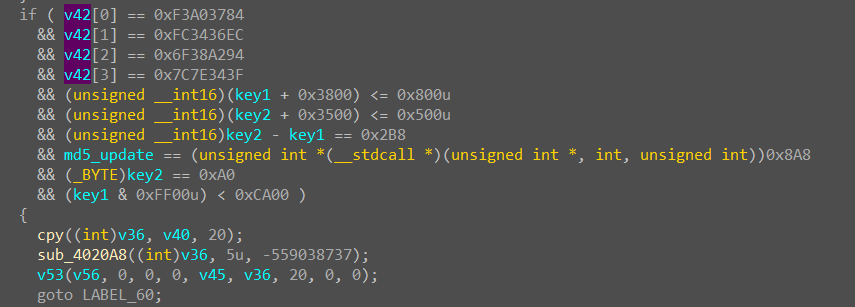 if ( v42[0] == 0xF3A03784
&& v42[1] == 0xFC3436EC
&& v42[2] == 0x6F38A294
&& v42[3] == 0x7C7E343F
&& (unsigned __int16)(key1 + 0x3800) <= 0x800u
&& (unsigned __int16)(key2 + 0x3500) <= 0x500u
&& (unsigned __int16)key2 - key1 == 0x2B8
&& md5_update == (unsigned int *(__stdcall *)(unsigned int *, int, unsigned int))0x8A8
&& (_BYTE)key2 == 0xA0
&& (key1 & 0xFF00u) < 0xCA00 )
{
cpy((int)v36, v40, 20);
sub_4020A8((int)v36, 5u, -559038737);
v53(v56, 0, 0, 0, v45, v36, 20, 0, 0);
goto LABEL_60;